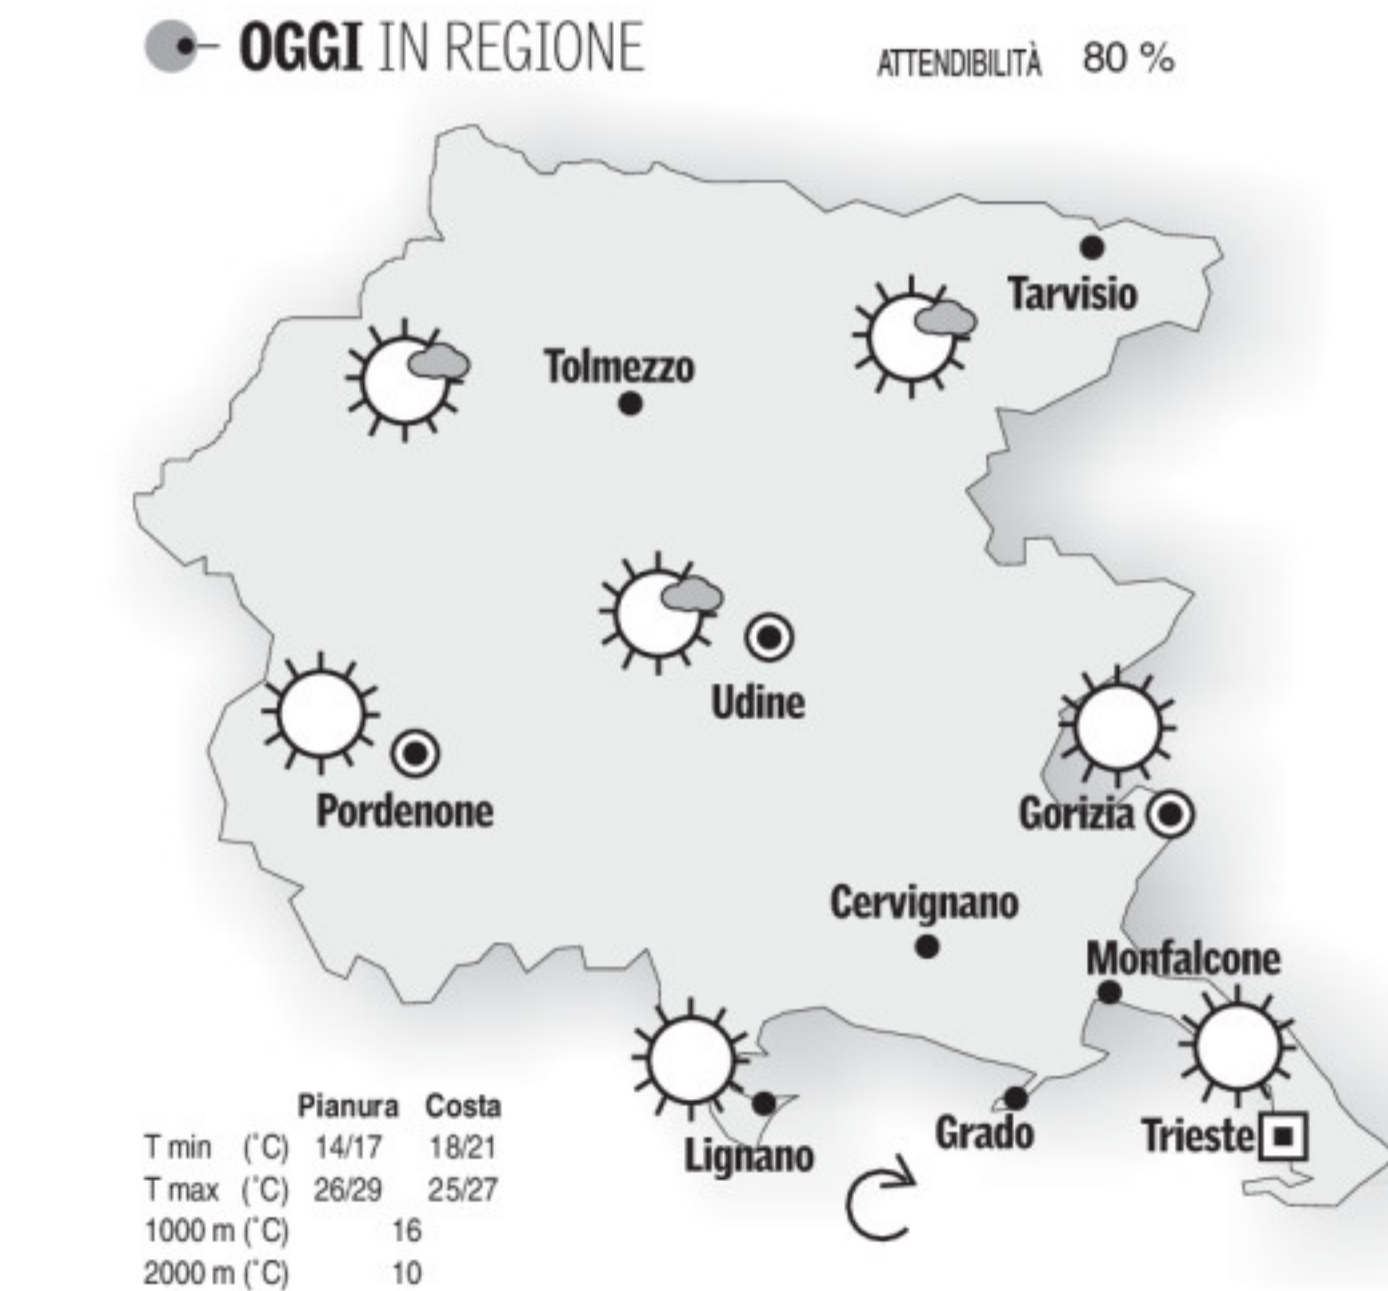 OGGI IN REGIONE
ATTENDIBILITÀ 80 %
Tarvisio
Tolmezzo
Udine
Pordenone
Gorizia
Cervignano
Monfalcone
Grado
Trieste
Lignano
Pianura Costa
T min (°C) 14/17 18/21
T max (°C) 26/29 25/27
1000 m (°C) 16
2000 m (°C) 10